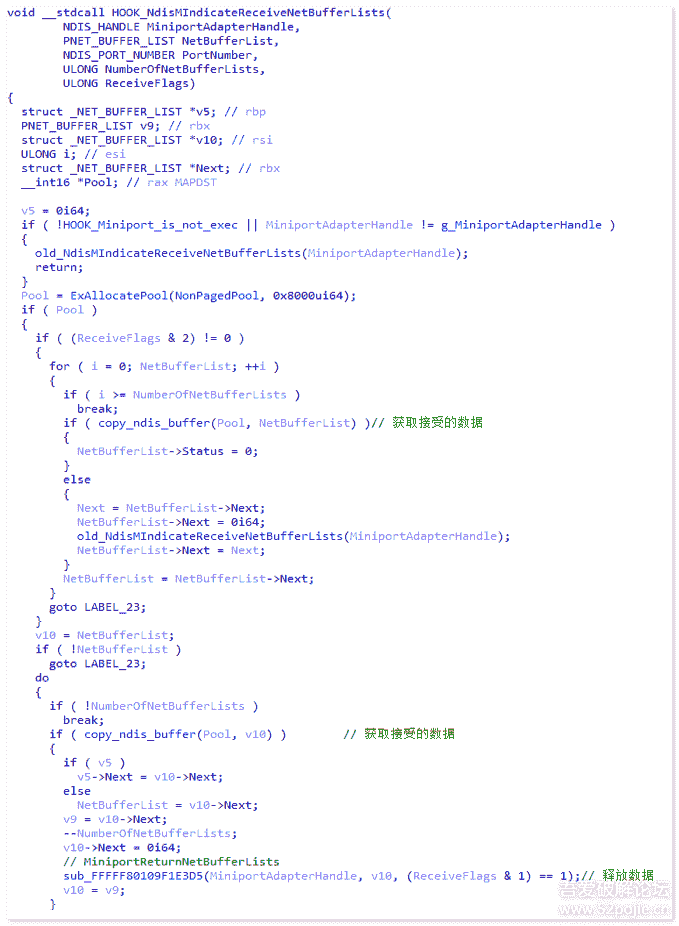 void __stdcall HOOK_NdisMIndicateReceiveNetBufferLists(
NDIS_HANDLE MiniportAdapterHandle,
PNET_BUFFER_LIST NetBufferList,
NDIS_PORT_NUMBER PortNumber,
ULONG NumberOfNetBufferLists,
ULONG ReceiveFlags)
{
struct _NET_BUFFER_LIST *v5; // rbp
PNET_BUFFER_LIST v9; // rbx
struct _NET_BUFFER_LIST *v10; // rsi
ULONG i; // esi
struct _NET_BUFFER_LIST *Next; // rbx
__int16 *Pool; // rax MAPDST
v5 = 0i64;
if ( !HOOK_Miniport_is_not_exec || MiniportAdapterHandle != g_MiniportAdapterHandle )
{
old_NdisMIndicateReceiveNetBufferLists(MiniportAdapterHandle);
return;
}
Pool = ExAllocatePool(NonPagedPool, 0x8000ui64);
if ( Pool )
{
if ( (ReceiveFlags & 2) != 0 )
{
for ( i = 0; NetBufferList; ++i )
{
if ( i >= NumberOfNetBufferLists )
break;
if ( copy_ndis_buffer(Pool, NetBufferList) )// 获取接受的数据
{
NetBufferList->Status = 0;
}
else
{
Next = NetBufferList->Next;
NetBufferList->Next = 0i64;
old_NdisMIndicateReceiveNetBufferLists(MiniportAdapterHandle);
NetBufferList->Next = Next;
}
NetBufferList = NetBufferList->Next;
}
goto LABEL_23;
}
v10 = NetBufferList;
if ( !NetBufferList )
goto LABEL_23;
do
{
if ( !NumberOfNetBufferLists )
break;
if ( copy_ndis_buffer(Pool, v10) ) // 获取接受的数据
{
if ( v5 )
v5->Next = v10->Next;
else
NetBufferList = v10->Next;
v9 = v10->Next;
--NumberOfNetBufferLists;
v10->Next = 0i64;
// MiniportReturnNetBufferLists
sub_FFFFF80109F1E3D5(MiniportAdapterHandle, v10, (ReceiveFlags & 1) == 1);// 释放数据
v10 = v9;
}
吾爱破解论坛
www.52pojie.cn